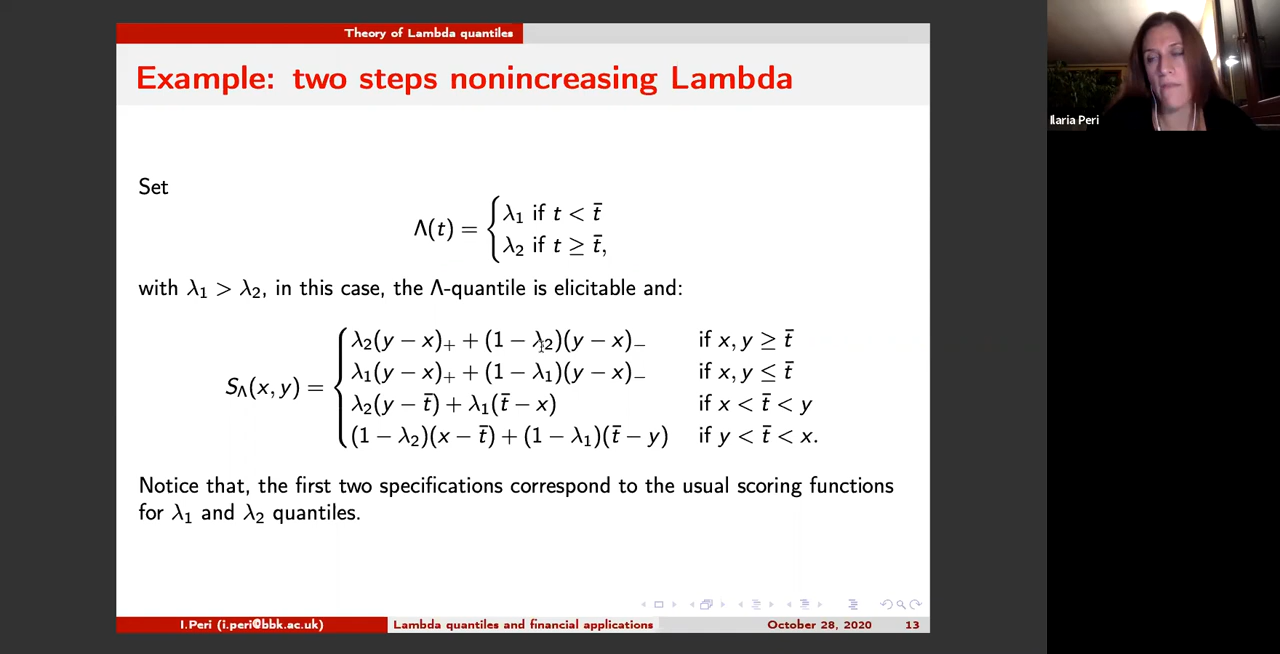 Theory of Lambda quantiles
Example: two steps nonincreasing Lambda
Ilaria Peri
Set
Λ(t) = { λ₁ if t < t̄
λ₂ if t ≥ t̄,
with λ₁ > λ₂, in this case, the Λ-quantile is elicitable and:
S_Λ(x, y) = { λ₂(y − x)₊ + (1 − λ₂)(y − x)₋ if x, y ≥ t̄
λ₁(y − x)₊ + (1 − λ₁)(y − x)₋ if x, y ≤ t̄
λ₂(y − t̄) + λ₁(t̄ − x) if x < t̄ < y
(1 − λ₂)(x − t̄) + (1 − λ₁)(t̄ − y) if y < t̄ < x.
Notice that, the first two specifications correspond to the usual scoring functions
for λ₁ and λ₂ quantiles.
I.Peri (i.peri@bbk.ac.uk) Lambda quantiles and financial applications October 28, 2020 13